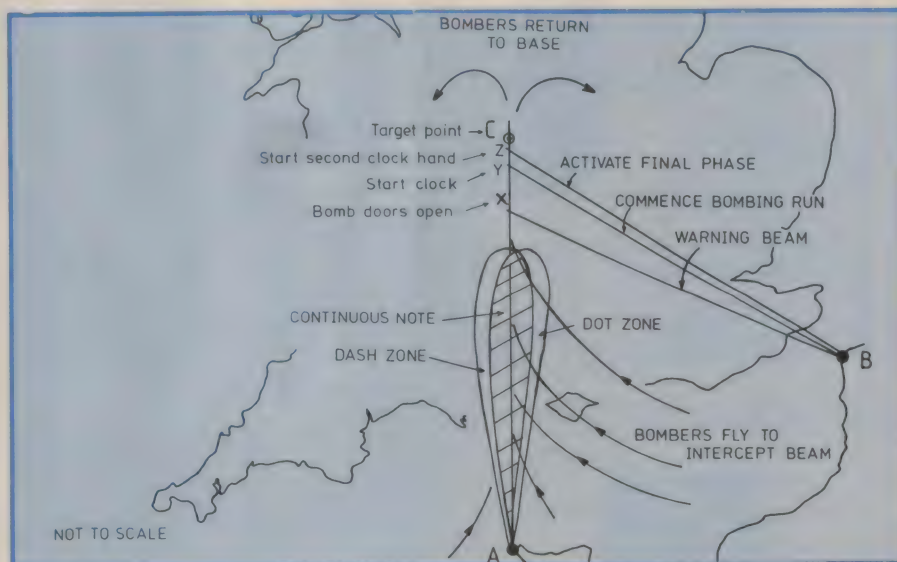 BOMBERS RETURN
TO BASE
Target point
C
Z
Start second clock hand
ACTIVATE FINAL PHASE
Y
Start clock
X
COMMENCE BOMBING RUN
Bomb doors open
WARNING BEAM
CONTINUOUS NOTE
DOT ZONE
DASH ZONE
B
BOMBERS FLY TO
INTERCEPT BEAM
NOT TO SCALE
A